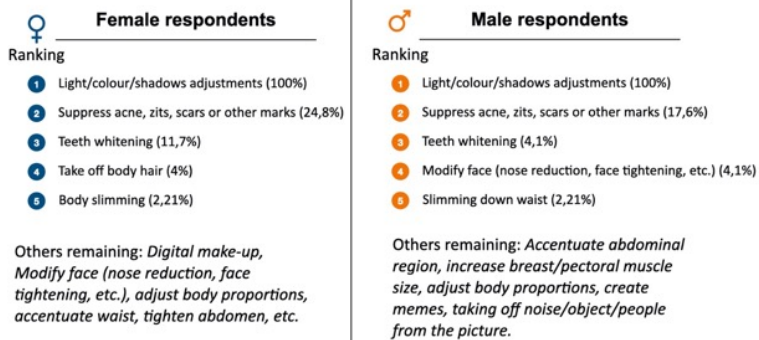 Female respondents
Ranking
1 Light/colour/shadows adjustments (100%)
2 Suppress acne, zits, scars or other marks (24,8%)
3 Teeth whitening (11,7%)
4 Take off body hair (4%)
5 Body slimming (2,21%)
Others remaining: Digital make-up,
Modify face (nose reduction, face
tightening, etc.), adjust body proportions,
accentuate waist, tighten abdomen, etc.
Male respondents
Ranking
1 Light/colour/shadows adjustments (100%)
2 Suppress acne, zits, scars or other marks (17,6%)
3 Teeth whitening (4,1%)
4 Modify face (nose reduction, face tightening, etc.) (4,1%)
5 Slimming down waist (2,21%)
Others remaining: Accentuate abdominal
region, increase breast/pectoral muscle
size, adjust body proportions, create
memes, taking off noise/object/people
from the picture.